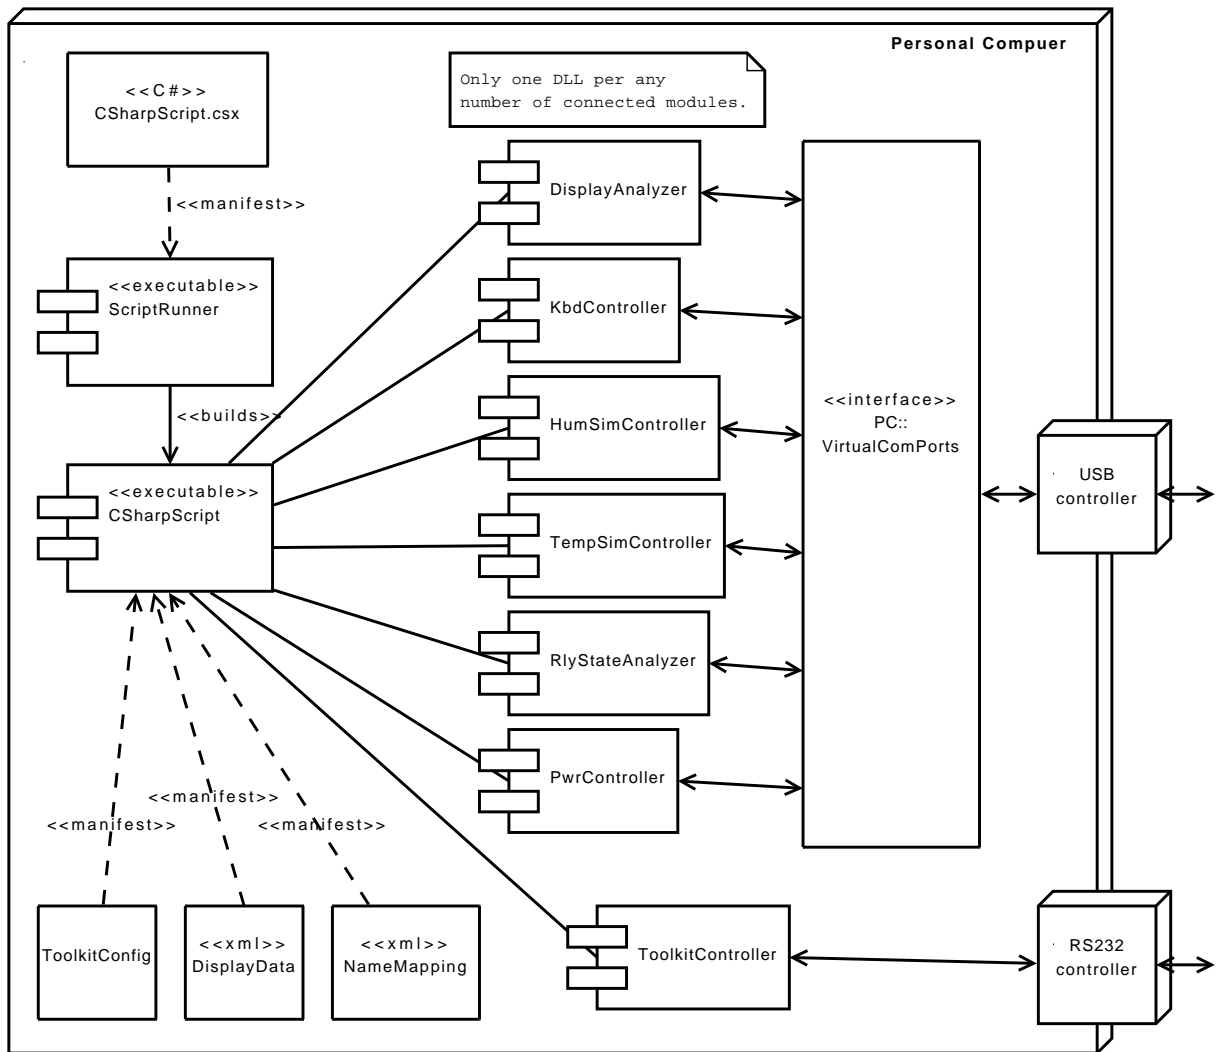 Personal Compuer
<<C#>>
CSharpScript.csx
Only one DLL per any
number of connected modules.
<<manifest>>
DisplayAnalyzer
<<executable>>
ScriptRunner
KbdController
<<builds>>
HumSimController
<<interface>>
PC::
VirtualComPorts
<<executable>>
CSharpScript
USB
controller
TempSimController
RlyStateAnalyzer
PwrController
<<manifest>>
<<manifest>>
<<manifest>>
ToolkitConfig
<<xml>>
DisplayData
<<xml>>
NameMapping
ToolkitController
RS232
controller